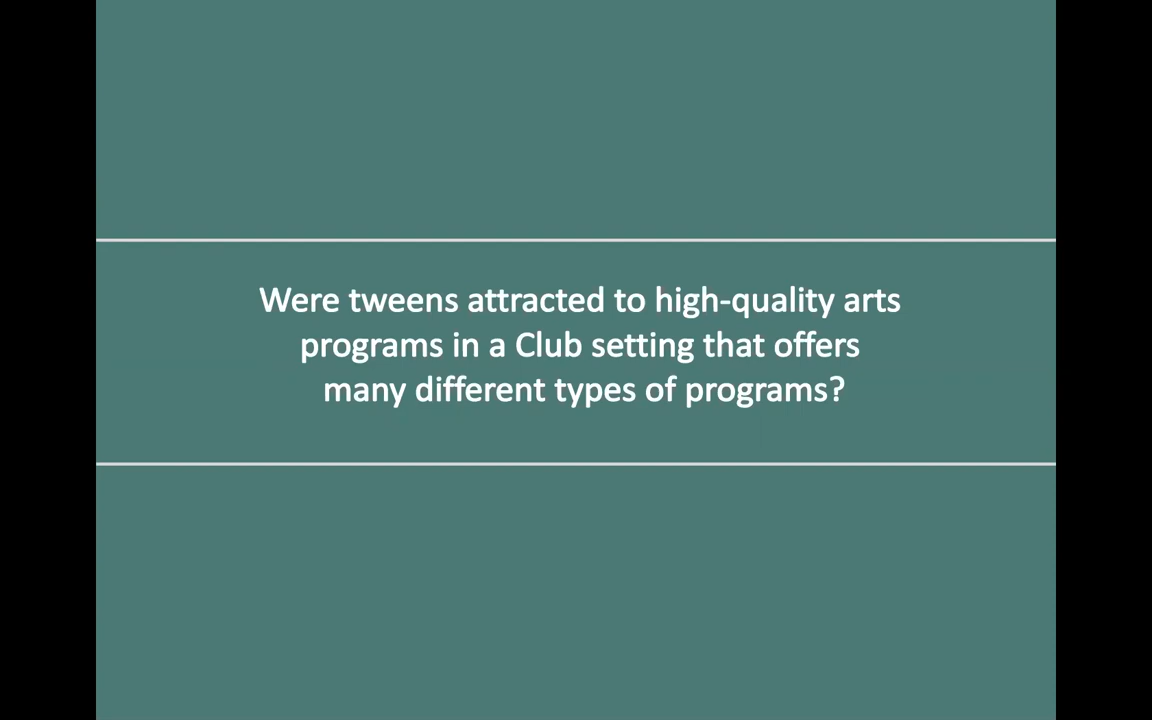 Were tweens attracted to high-quality arts
programs in a Club setting that offers
many different types of programs?